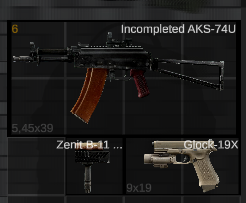 6
Incompleted AKS-74U
5,45x39
Zenit B-11 ...
Glock-19X
9x19